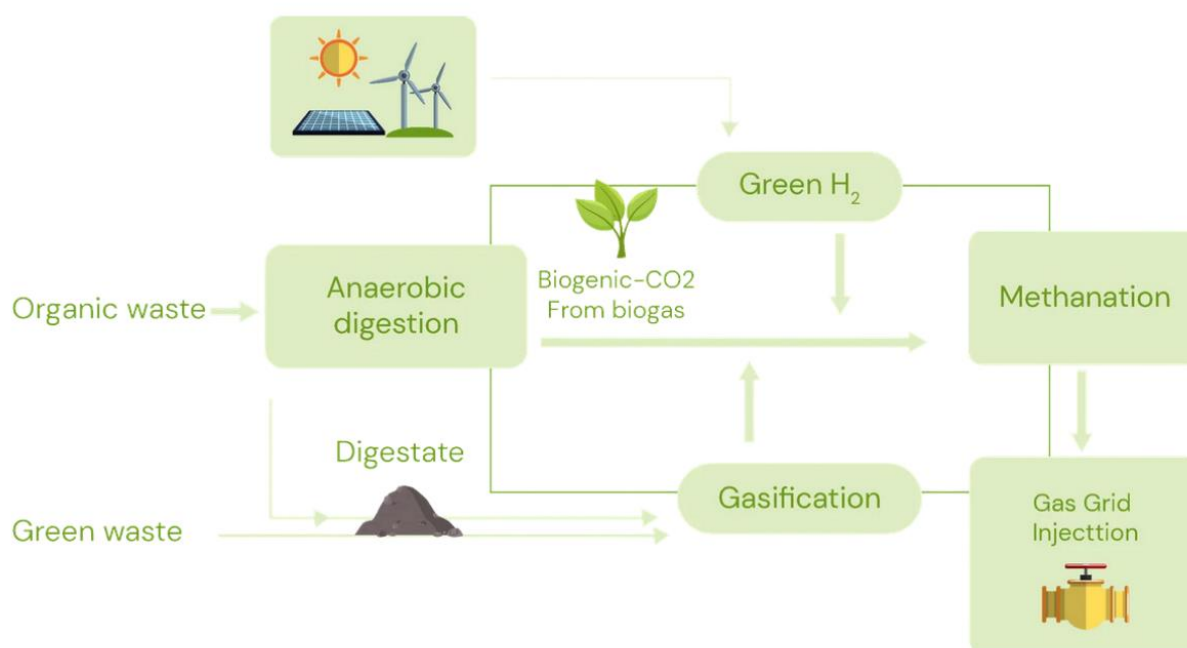 Green H₂
Biogenic-CO2
From biogas
Anaerobic
digestion
Organic waste
Methanation
Digestate
Green waste
Gasification
Gas Grid
Injecttion